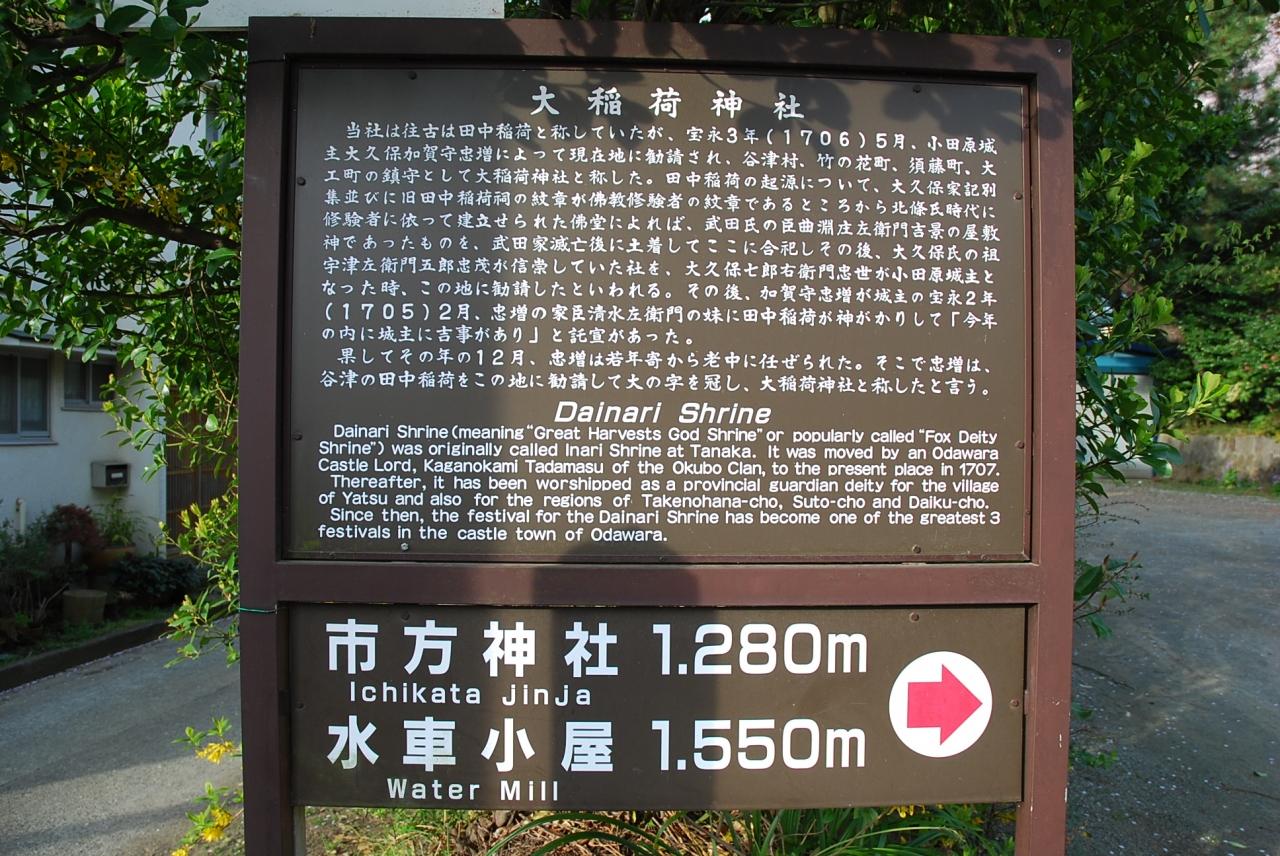 大稲荷神社
当社は往古は田中稲荷と称していたが、宝永3年(1706)5月、小田原城
主大久保加賀守忠増によって現在地に勧請され、谷津村、竹の花町、須藤町、大
工町の鎮守として大稲荷神社と称した。田中稲荷の起源について、大久保家記別
集並びに旧田中稲荷祠の紋章が佛教修験者の紋章であるところから北條氏時代に
修験者に依って建立せられた佛堂によれば、武田氏の臣曲淵庄左衛門吉景の屋敷
神であったものを、武田家滅亡後に土着してここに合祀しその後、大久保氏の祖
宇津左衛門五郎忠茂が信崇していた社を、大久保七郎右衛門忠世が小田原城主と
なった時、この地に勧請したといわれる。その後、加賀守忠増が城主の宝永2年
(1705)2月、忠増の家臣清水左衛門の妹に田中稲荷が神がかりして「今年
の内に城主に吉事があり」と託宣があった。
果してその年の12月、忠増は若年寄から老中に任ぜられた。そこで忠増は、
谷津の田中稲荷をこの地に勧請して大の字を冠し、大稲荷神社と称したと言う。
Dainari Shrine
Dainari Shrine (meaning "Great Harvests God Shrine" or popularly called "Fox Deity
Shrine") was originally called Inari Shrine at Tanaka. It was moved by an Odawara
Castle Lord, Kaganokami Tadamasu of the Okubo Clan, to the present place in 1707.
Thereafter, it has been worshipped as a provincial guardian deity for the village
of Yatsu and also for the regions of Takenohana-cho, Suto-cho and Daiku-cho.
Since then, the festival for the Dainari Shrine has become one of the greatest 3
festivals in the castle town of Odawara.
市方神社 1.280m
Ichikata jinja
水車小屋 1.550m
Water Mill